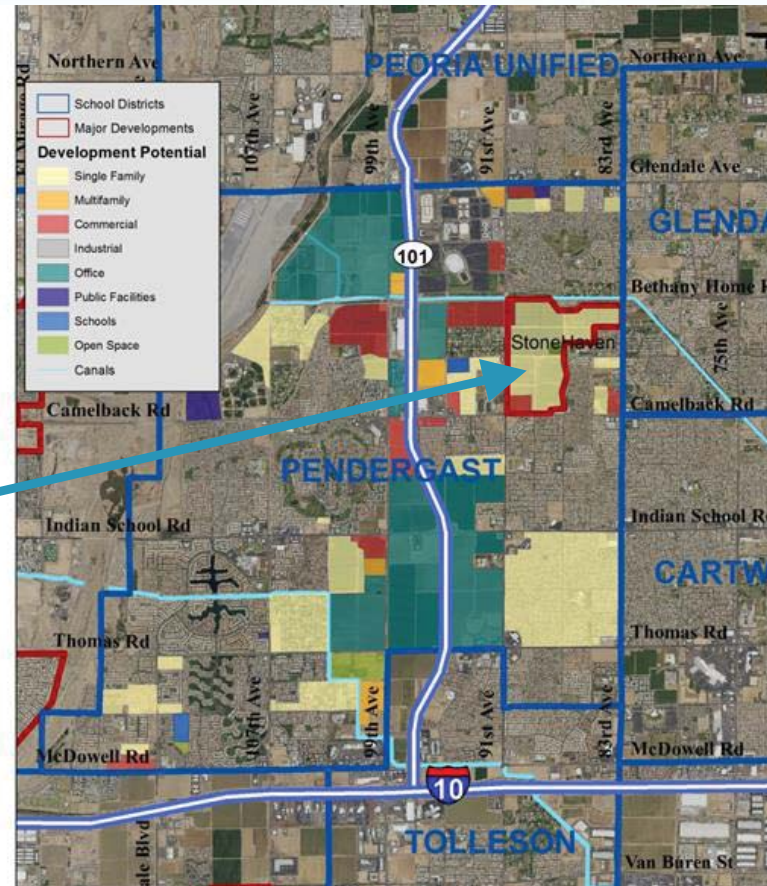 Northern Ave
PEORIA UNIFIED
Northern Ave
School Districts
Major Developments
Development Potential
Single Family
Multifamily
Commercial
Industrial
Office
Public Facilities
Schools
Open Space
Canals
107th Ave
99th Ave
91st Ave
83rd Ave
Glendale Ave
GLENDA
101
Bethany Home R
StoneHaven
75th Ave
Camelback Rd
Camelback Rd
PENDERGAST
Indian School Rd
Indian School R
CARTW
Thomas Rd
Thomas Rd
107th Ave
99th Ave
91st Ave
83rd Ave
McDowell Rd
McDowell Rd
10
TOLLESON
ale Blvd
Van Buren St